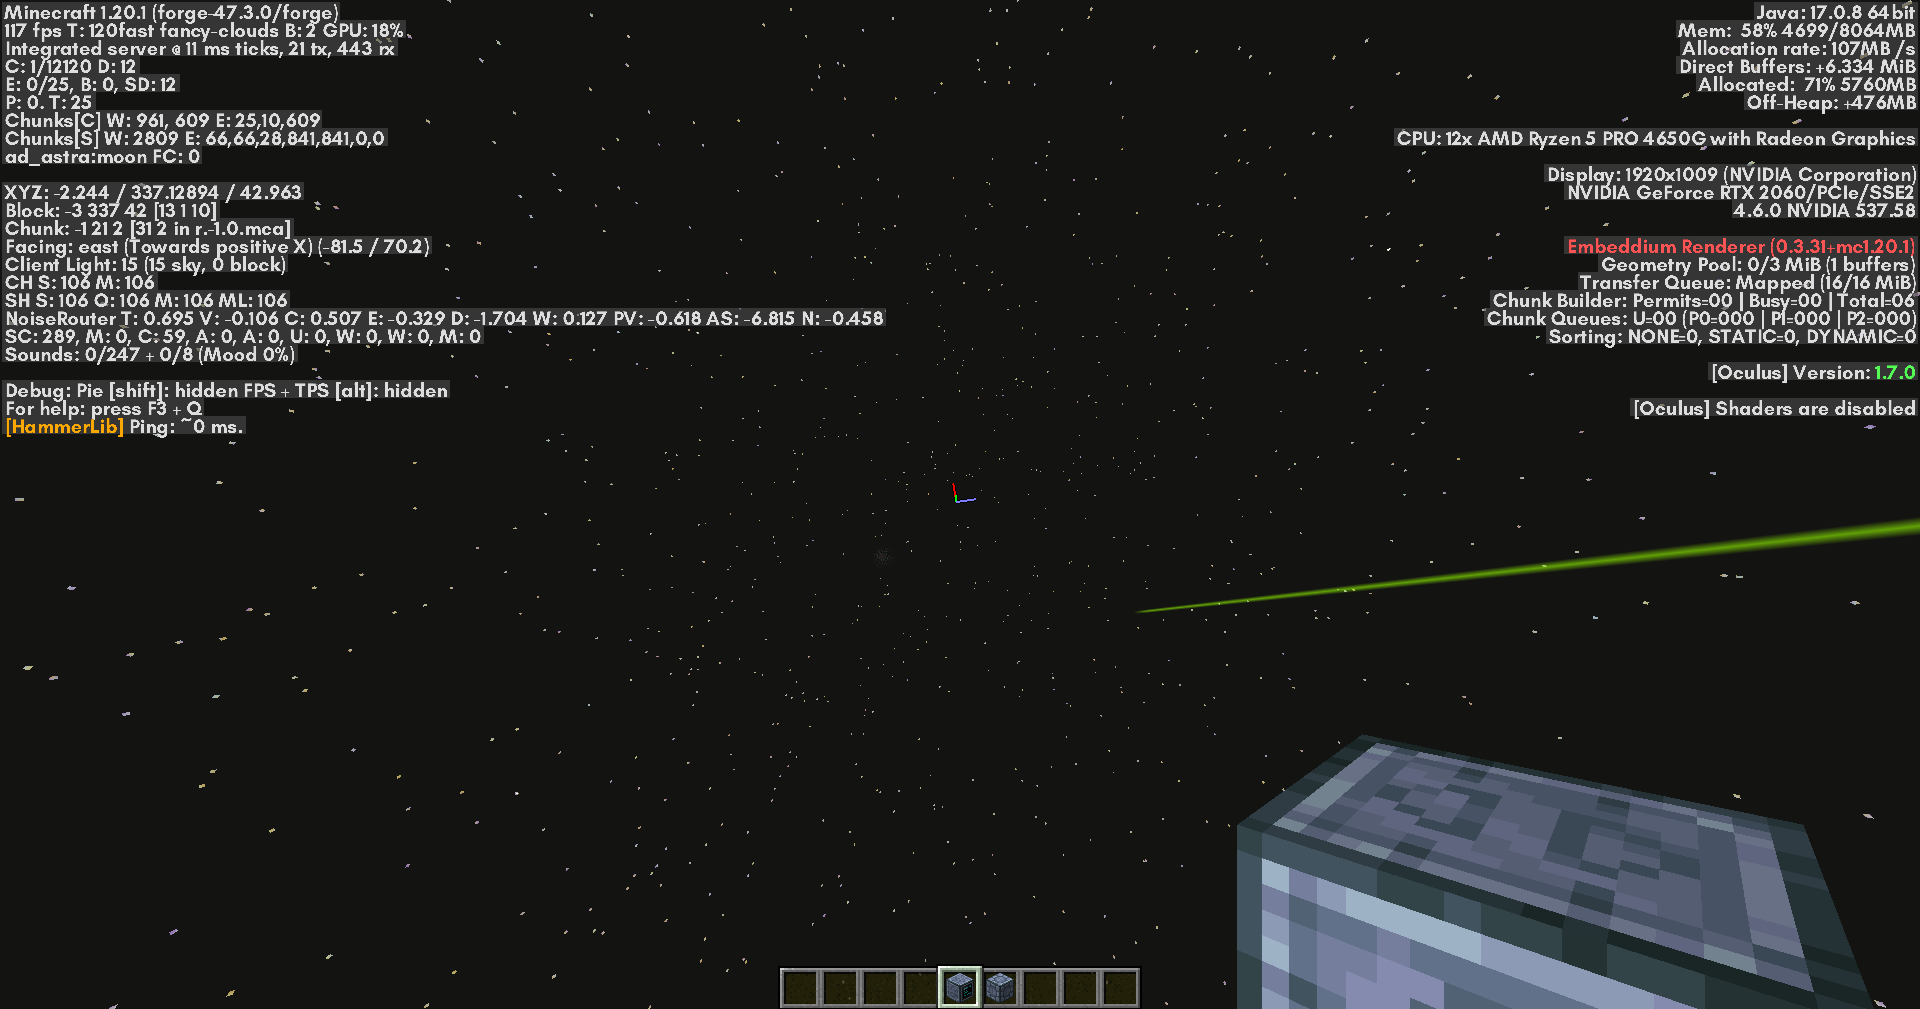 Minecraft 1.20.1 (forge-47.3.0/forge)
117 fps T: 120fast fancy-clouds B: 2 GPU: 18%
Integrated server @ 11 ms ticks, 21 tx, 443 rx
C: 1/12120 D: 12
E: 0/25, B: 0, SD: 12
P: 0. T: 25
Chunks[C] W: 961, 609 E: 25,10,609
Chunks[S] W: 2809 E: 66,66,28,841,841,0,0
ad_astra:moon FC: 0
XYZ: -2.244 / 337.12894 / 42.963
Block: -3 337 42 [13 1 10]
Chunk: -1 21 2 [31 2 in r.-1.0.mca]
Facing: east (Towards positive X) (-81.5 / 70.2)
Client Light: 15 (15 sky, 0 block)
CH S: 106 M: 106
SH S: 106 O: 106 M: 106 ML: 106
NoiseRouter T: 0.695 V: -0.106 C: 0.507 E: -0.329 D: -1.704 W: 0.127 PV: -0.618 AS: -6.815 N: -0.458
SC: 289, M: 0, C: 59, A: 0, A: 0, U: 0, W: 0, W: 0, M: 0
Sounds: 0/247 + 0/8 (Mood 0%)
Debug: Pie [shift]: hidden FPS + TPS [alt]: hidden
For help: press F3 + Q
[HammerLib] Ping: ~0 ms.
Java: 17.0.8 64bit
Mem: 58% 4699/8064MB
Allocation rate: 107MB /s
Direct Buffers: +6.334 MiB
Allocated: 71% 5760MB
Off-Heap: +476MB
CPU: 12x AMD Ryzen 5 PRO 4650G with Radeon Graphics
Display: 1920x1009 (NVIDIA Corporation)
NVIDIA GeForce RTX 2060/PCIe/SSE2
4.6.0 NVIDIA 537.58
Embeddium Renderer (0.3.31+mc1.20.1)
Geometry Pool: 0/3 MiB (1 buffers)
Transfer Queue: Mapped (16/16 MiB)
Chunk Builder: Permits=00 | Busy=00 | Total=06
Chunk Queues: U=00 (P0=000 | P1=000 | P2=000)
Sorting: NONE=0, STATIC=0, DYNAMIC=0
[Oculus] Version: 1.7.0
[Oculus] Shaders are disabled